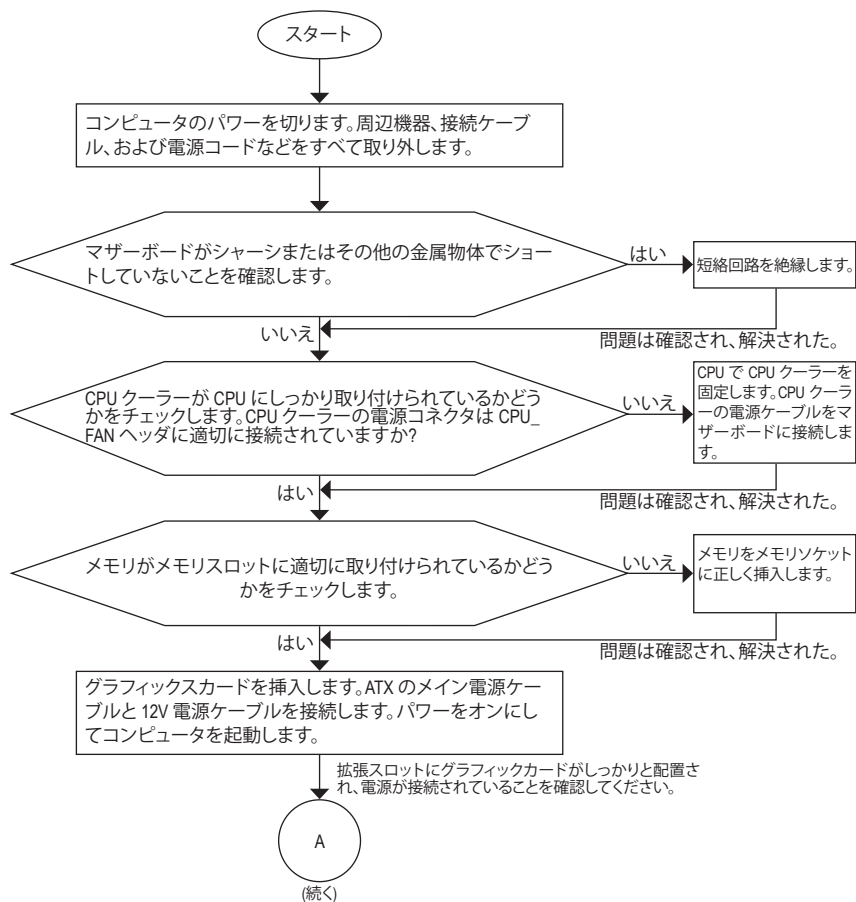 スタート
コンピュータのパワーを切ります。周辺機器、接続ケーブ
ル、および電源コードなどをすべて取り外します。
マザーボードがシャーシまたはその他の金属物体でショー
トしていないことを確認します。
はい
短絡回路を絶縁します。
いいえ
問題は確認され、解決された。
CPU クーラーが CPU にしっかり取り付けられているかどう
かをチェックします。CPU クーラーの電源コネクタは CPU_
FAN ヘッダに適切に接続されていますか?
いいえ
CPU で CPU クーラーを
固定します。CPU クーラ
ーの電源ケーブルをマ
ザーボードに接続しま
す。
はい
問題は確認され、解決された。
メモリがメモリスロットに適切に取り付けられているかどう
かをチェックします。
いいえ
メモリをメモリソケット
に正しく挿入します。
はい
問題は確認され、解決された。
グラフィックスカードを挿入します。ATX のメイン電源ケー
ブルと 12V 電源ケーブルを接続します。パワーをオンにし
てコンピュータを起動します。
拡張スロットにグラフィックカードがしっかりと配置さ
れ、電源が接続されていることを確認してください。
A
(続く)